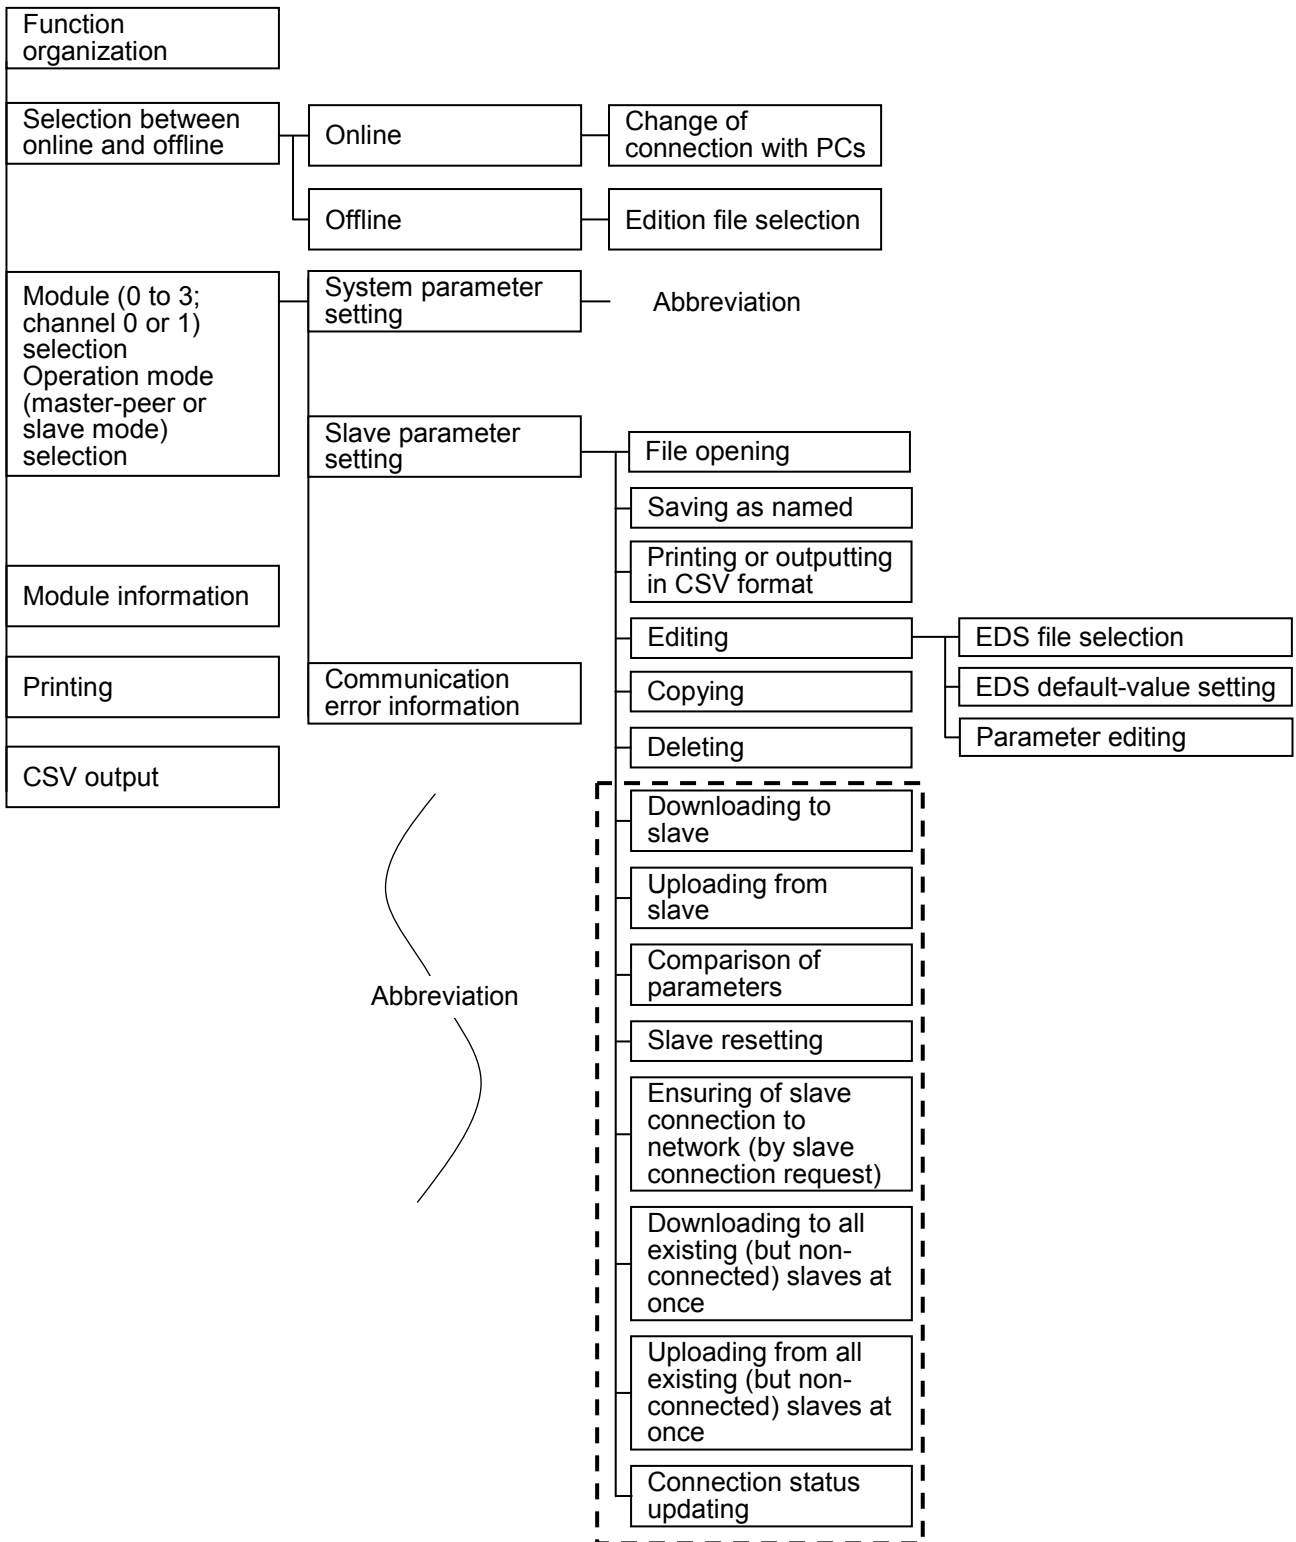 Function
organization
Selection between
online and offline
Online
Change of
connection with PCs
Offline
Edition file selection
Module (0 to 3;
channel 0 or 1)
selection
Operation mode
(master-peer or
slave mode)
selection
System parameter
setting
Abbreviation
Slave parameter
setting
File opening
Saving as named
Printing or outputting
in CSV format
Editing
EDS file selection
EDS default-value setting
Parameter editing
Copying
Deleting
Downloading to
slave
Uploading from
slave
Comparison of
parameters
Slave resetting
Ensuring of slave
connection to
network (by slave
connection request)
Downloading to all
existing (but non-
connected) slaves at
once
Uploading from all
existing (but non-
connected) slaves at
once
Connection status
updating
Communication
error information
Abbreviation
Module information
Printing
CSV output